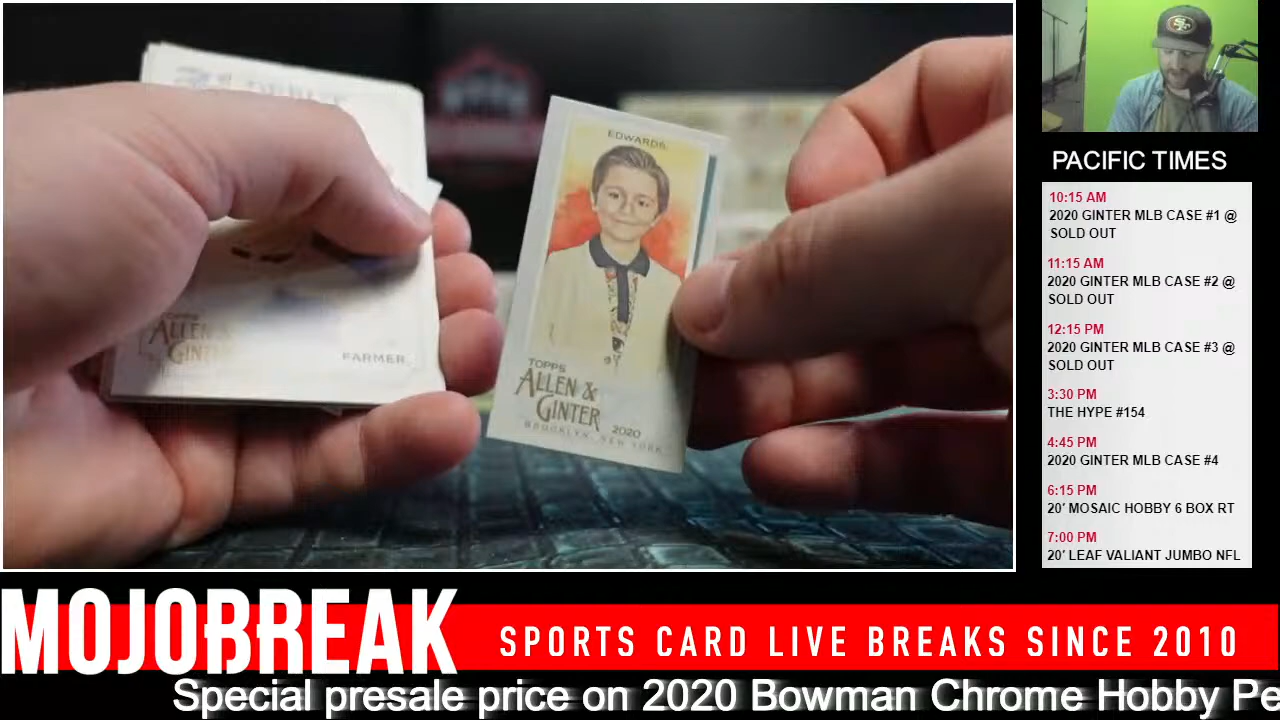 EDWARDS.
TOPPS
ALLEN &
GINTER
2020
BROOKLYN, NEW YORK
ALLEN &
GINTER
FARMER
PACIFIC TIMES
10:15 AM
2020 GINTER MLB CASE #1 @
SOLD OUT
11:15 AM
2020 GINTER MLB CASE #2 @
SOLD OUT
12:15 PM
2020 GINTER MLB CASE #3 @
SOLD OUT
3:30 PM
THE HYPE #154
4:45 PM
2020 GINTER MLB CASE #4
6:15 PM
20' MOSAIC HOBBY 6 BOX RT
7:00 PM
20' LEAF VALIANT JUMBO NFL
MOJOBREAK
SPORTS CARD LIVE BREAKS SINCE 2010
Special presale price on 2020 Bowman Chrome Hobby Pe